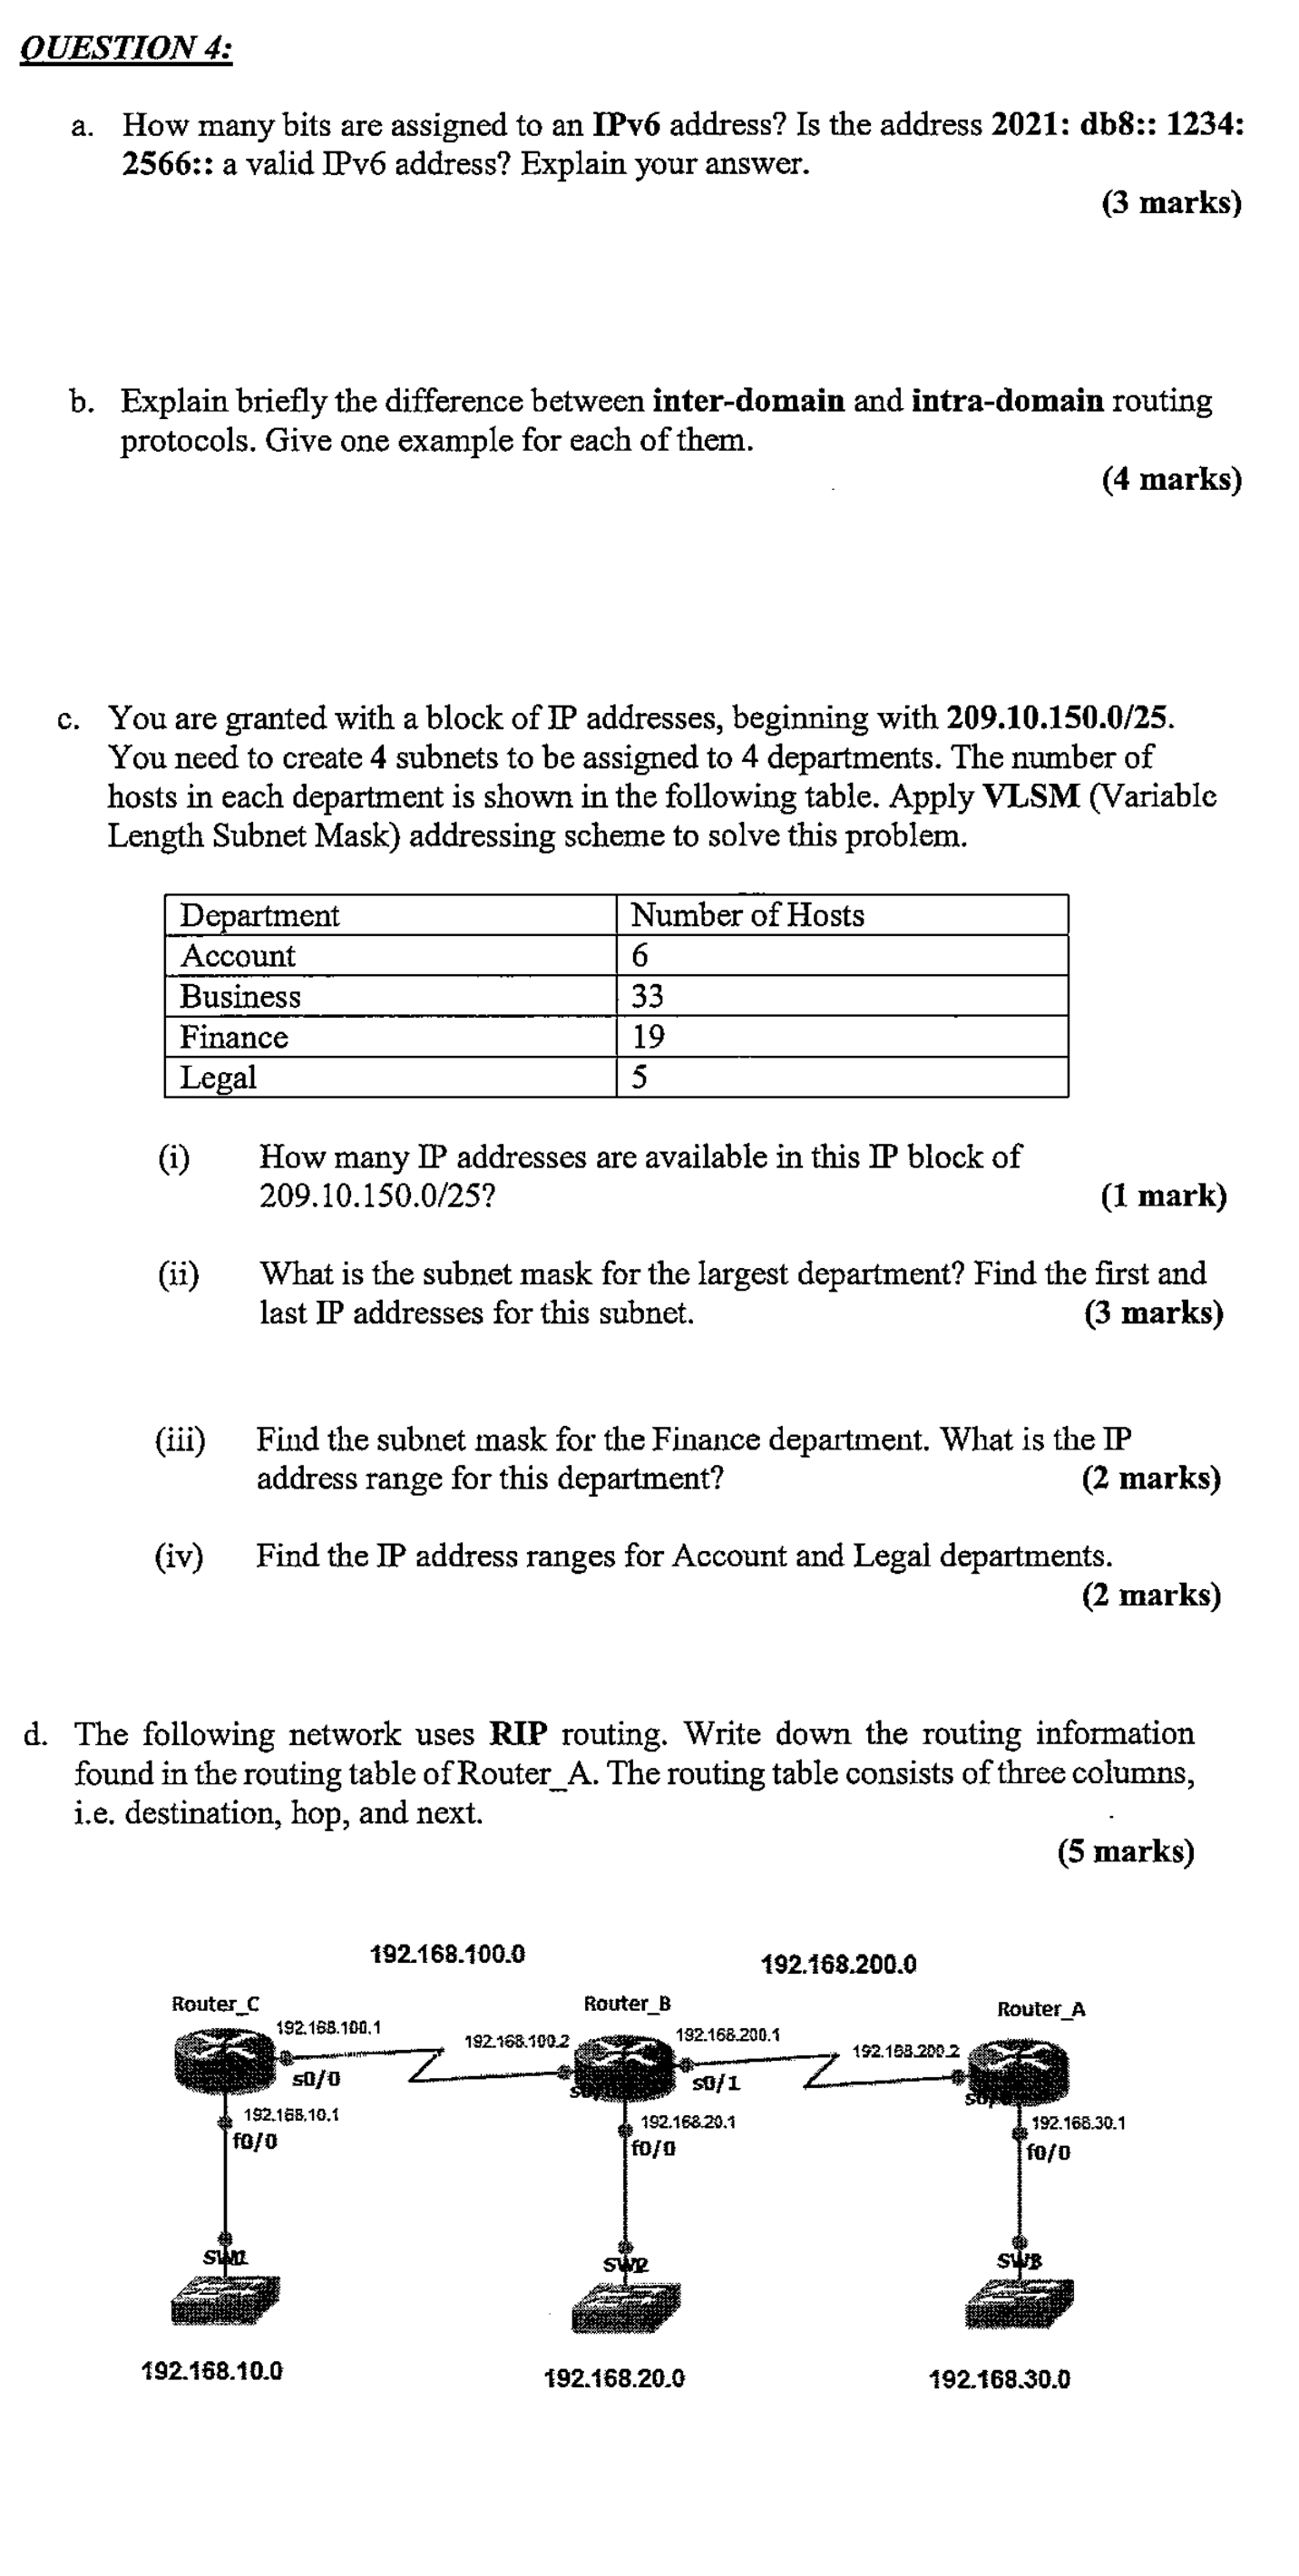 QUESTION 4:
a. How many bits are assigned to an IPv6 address? Is the address 2021: db8:: 1234:
2566:: a valid IPv6 address? Explain your answer.
(3 marks)
b. Explain briefly the difference between inter-domain and intra-domain routing
protocols. Give one example for each of them.
(4 marks)
c. You are granted with a block of IP addresses, beginning with 209.10.150.0/25.
You need to create 4 subnets to be assigned to 4 departments. The number of
hosts in each department is shown in the following table. Apply VLSM (Variable
Length Subnet Mask) addressing scheme to solve this problem.
Department Number of Hosts
Account 6
Business 33
Finance 19
Legal 5
(i) How many IP addresses are available in this IP block of
209.10.150.0/25? (1 mark)
(ii) What is the subnet mask for the largest department? Find the first and
last IP addresses for this subnet. (3 marks)
(iii) Find the subnet mask for the Finance department. What is the IP
address range for this department? (2 marks)
(iv) Find the IP address ranges for Account and Legal departments.
(2 marks)
d. The following network uses RIP routing. Write down the routing information
found in the routing table of Router_A. The routing table consists of three columns,
i.e. destination, hop, and next.
(5 marks)
192.168.100.0 192.168.200.0
Router_C Router_B Router_A
192.168.100.1 192.168.100.2 192.168.200.1 192.168.200.2
s0/0 s0/1
192.168.10.1 192.168.20.1 192.168.30.1
f0/0 f0/0 f0/0
SW1 SW2 SW3
192.168.10.0 192.168.20.0 192.168.30.0